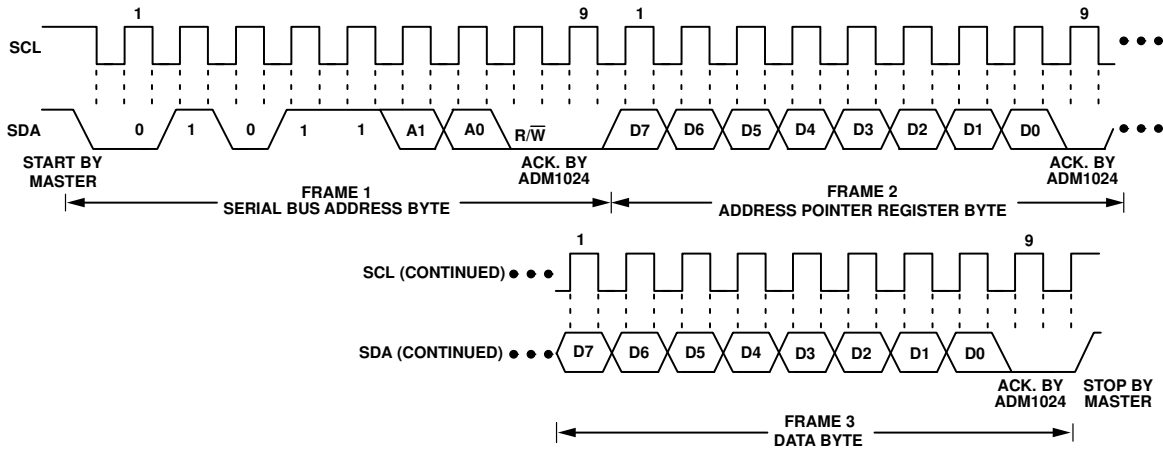 1 9 1 9
SCL
SDA 0 1 0 1 1 A1 A0 R/W̅ D7 D6 D5 D4 D3 D2 D1 D0
START BY
MASTER
ACK. BY
ADM1024
ACK. BY
ADM1024
FRAME 1
SERIAL BUS ADDRESS BYTE
FRAME 2
ADDRESS POINTER REGISTER BYTE
1 9
SCL (CONTINUED)
SDA (CONTINUED) D7 D6 D5 D4 D3 D2 D1 D0
ACK. BY
ADM1024
STOP BY
MASTER
FRAME 3
DATA BYTE